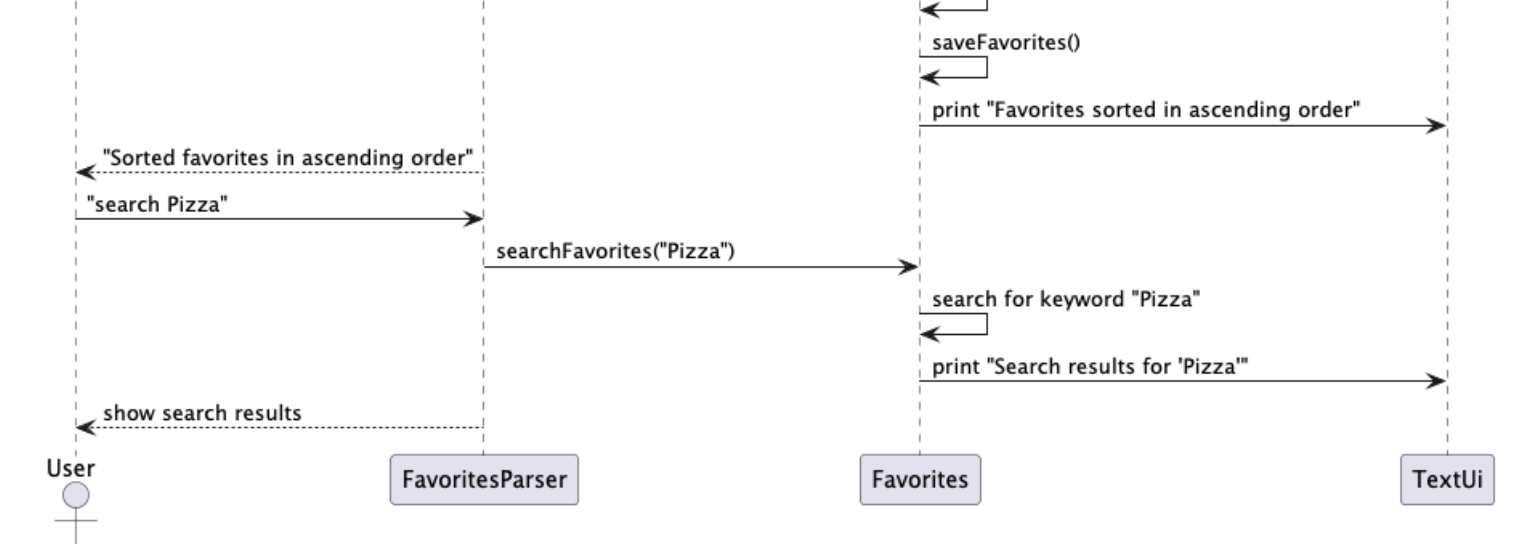 saveFavorites()
print "Favorites sorted in ascending order"
"Sorted favorites in ascending order"
"search Pizza"
searchFavorites("Pizza")
search for keyword "Pizza"
print "Search results for 'Pizza'"
show search results
User
FavoritesParser
Favorites
TextUi